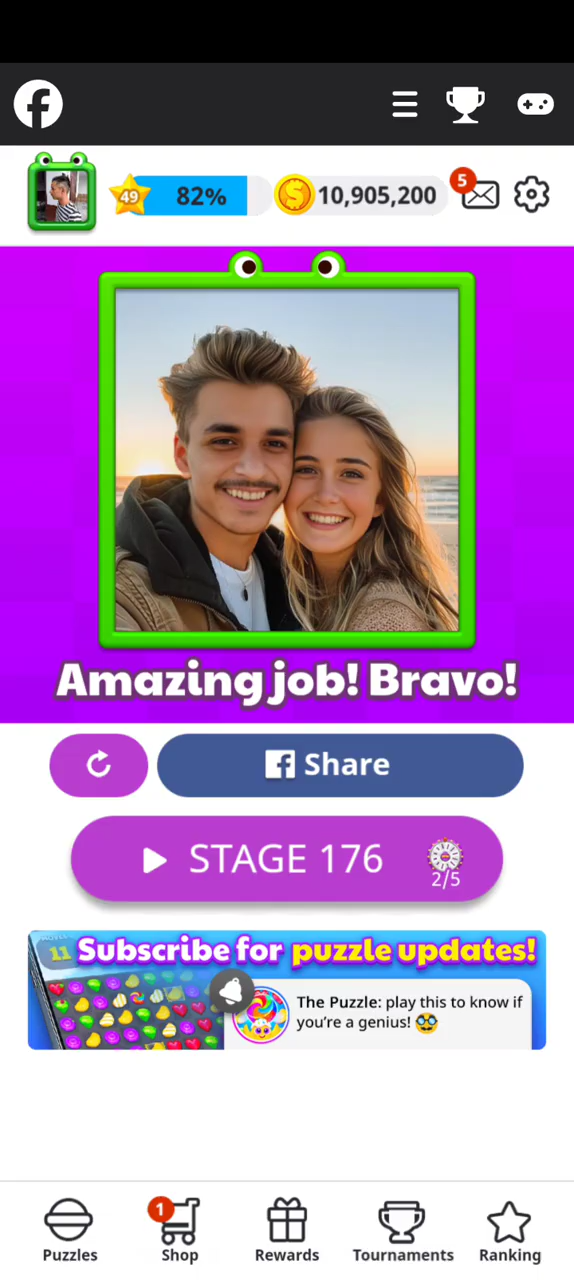 49
82%
10,905,200
5
Amazing job! Bravo!
Share
STAGE 176
2/5
11
Subscribe for puzzle updates!
The Puzzle: play this to know if
you're a genius! 🥸
1
Puzzles
Shop
Rewards
Tournaments
Ranking